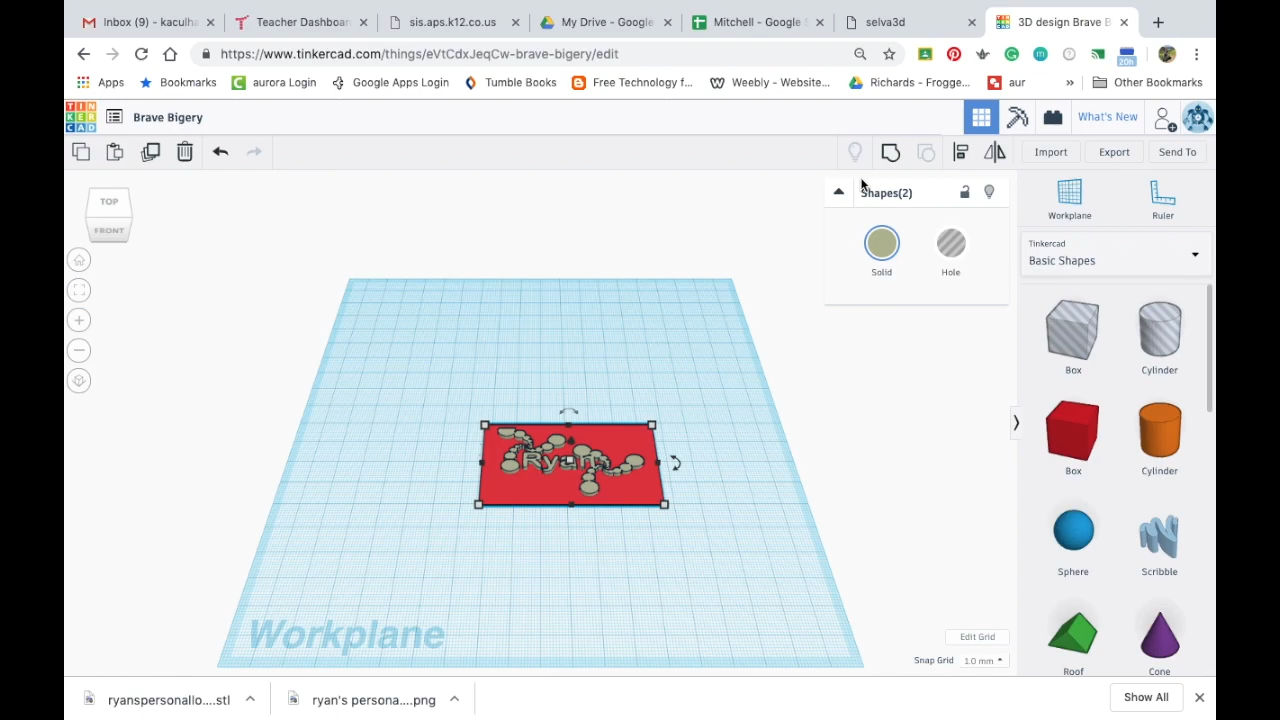 Inbox (9) - kaculha
Teacher Dashboar
sis.aps.k12.co.us
My Drive - Google
Mitchell - Google S
selva3d
3D design Brave B
https://www.tinkercad.com/things/eVtCdxJeqCw-brave-bigery/edit
20h
Apps
Bookmarks
aurora Login
Google Apps Login
Tumble Books
Free Technology f...
Weebly - Website...
Richards - Frogge...
aur
»
Other Bookmarks
TIN
KER
CAD
Brave Bigery
What's New
Import
Export
Send To
TOP
FRONT
Shapes(2)
Solid
Hole
Workplane
Ruler
Tinkercad
Basic Shapes
Box
Cylinder
Box
Cylinder
Sphere
Scribble
Roof
Cone
Ryan
Workplane
Edit Grid
Snap Grid
1.0 mm
ryanspersonallo....stl
ryan's persona....png
Show All